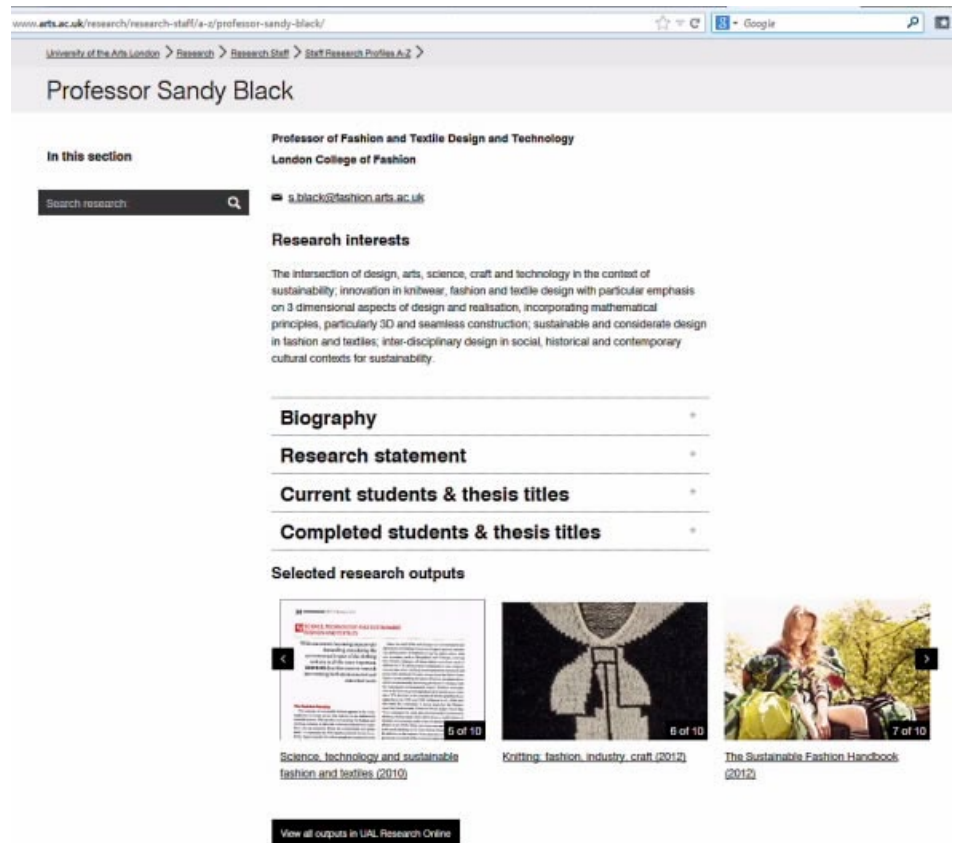 www.arts.ac.uk/research/research-staff/a-z/professor-sandy-black/
Google
University of the Arts London > Research > Research Staff > Staff Research Profiles A-Z >
Professor Sandy Black
In this section
Search research
Professor of Fashion and Textile Design and Technology
London College of Fashion
s.black@fashion.arts.ac.uk
Research interests
The intersection of design, arts, science, craft and technology in the context of
sustainability; innovation in knitwear, fashion and textile design with particular emphasis
on 3 dimensional aspects of design and realisation, incorporating mathematical
principles, particularly 3D and seamless construction; sustainable and considerate design
in fashion and textiles; inter-disciplinary design in social, historical and contemporary
cultural contexts for sustainability.
Biography
Research statement
Current students & thesis titles
Completed students & thesis titles
Selected research outputs
SCIENCE, TECHNOLOGY AND SUSTAINABLE
FASHION AND TEXTILES
5 of 10
6 of 10
7 of 10
Science, technology and sustainable
fashion and textiles (2010)
Knitting: fashion, industry, craft (2012)
The Sustainable Fashion Handbook
(2012)
View all outputs in UAL Research Online